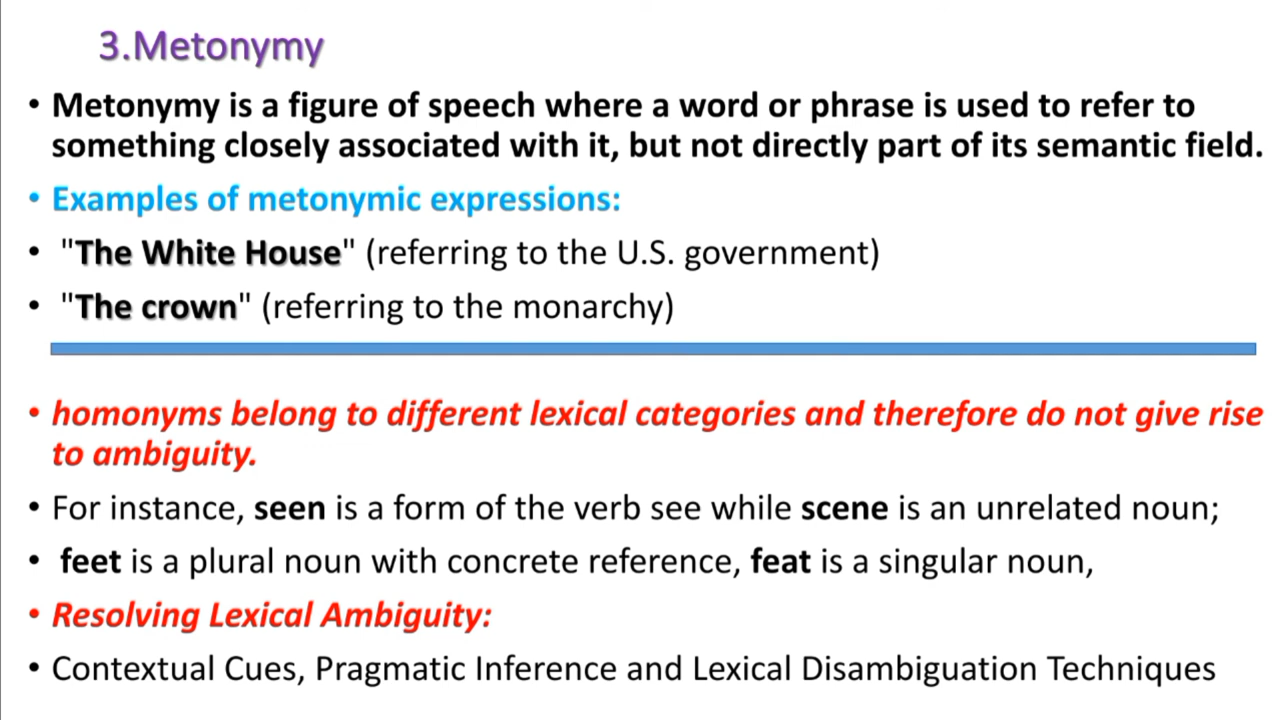 3.Metonymy
• Metonymy is a figure of speech where a word or phrase is used to refer to
something closely associated with it, but not directly part of its semantic field.
• Examples of metonymic expressions:
• "The White House" (referring to the U.S. government)
• "The crown" (referring to the monarchy)
• homonyms belong to different lexical categories and therefore do not give rise
to ambiguity.
• For instance, seen is a form of the verb see while scene is an unrelated noun;
• feet is a plural noun with concrete reference, feat is a singular noun,
• Resolving Lexical Ambiguity:
• Contextual Cues, Pragmatic Inference and Lexical Disambiguation Techniques